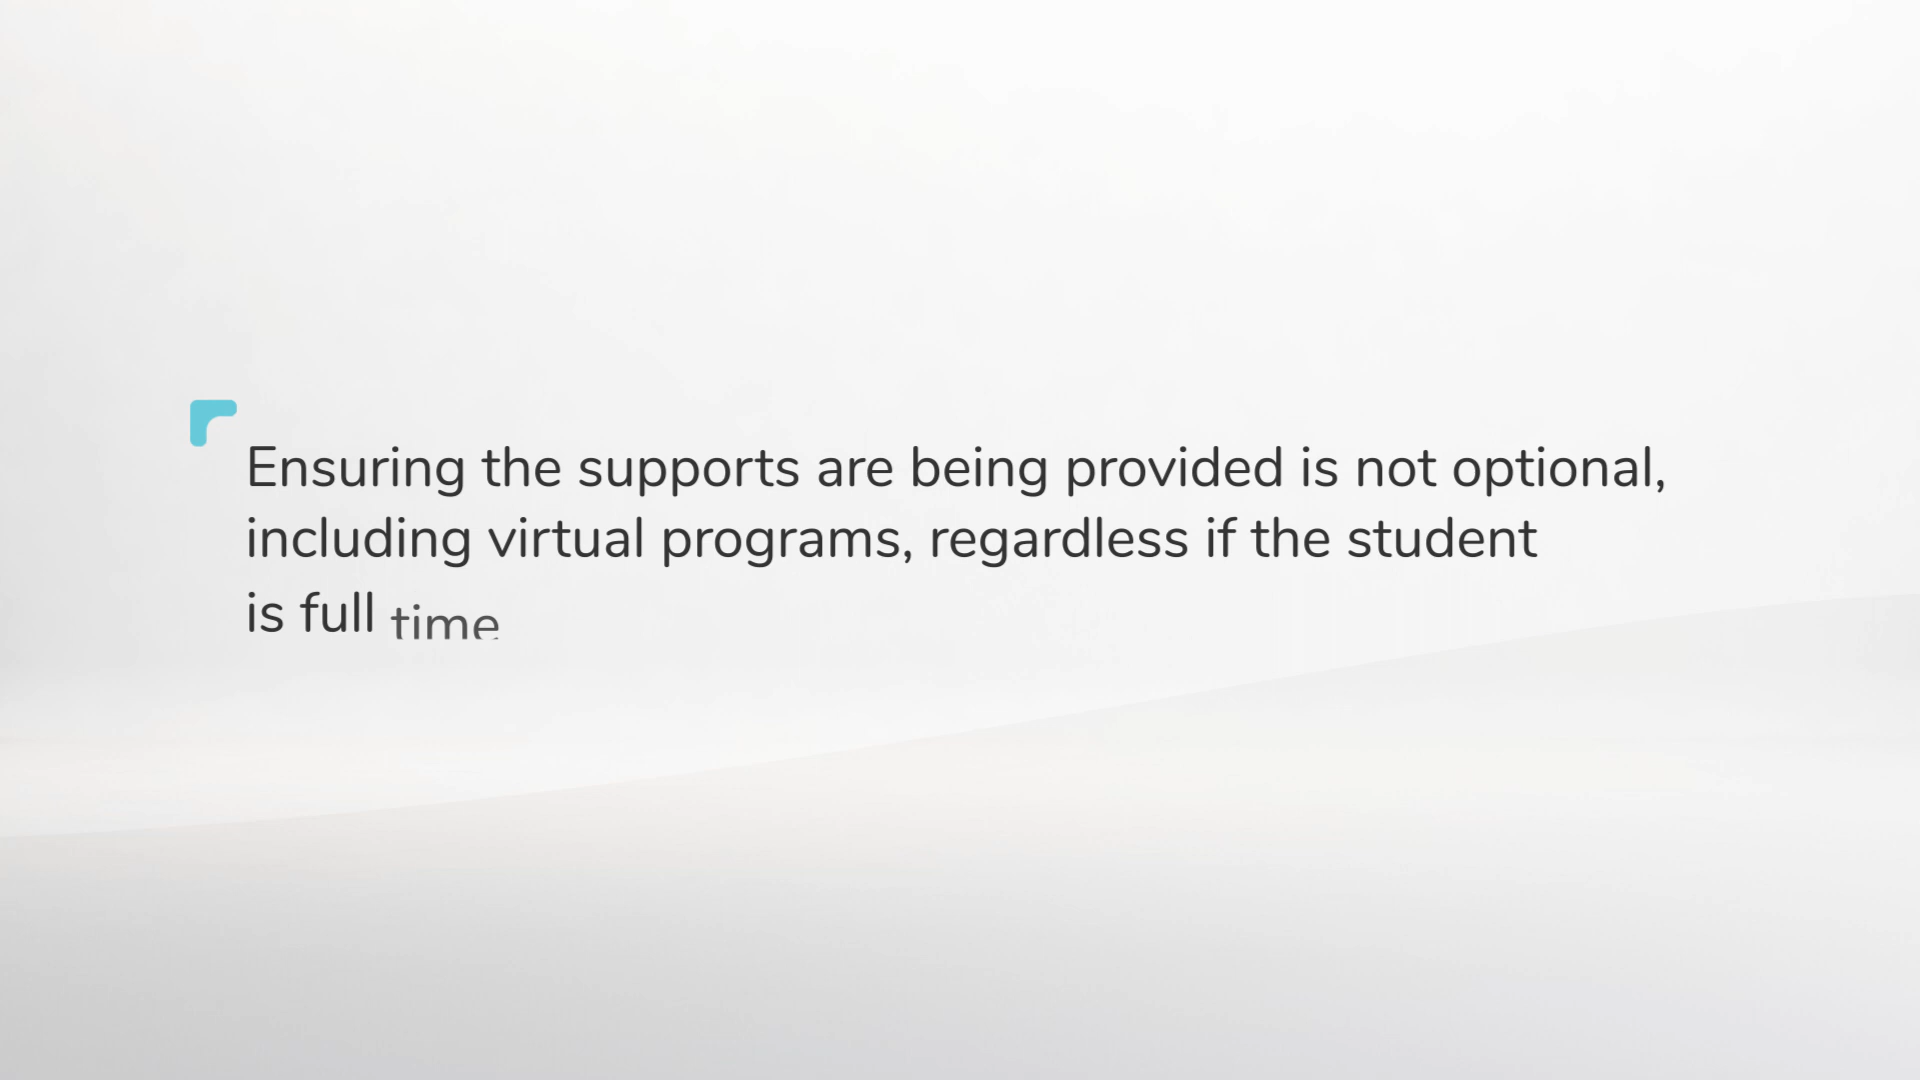 Ensuring the supports are being provided is not optional,
including virtual programs, regardless if the student
is full time